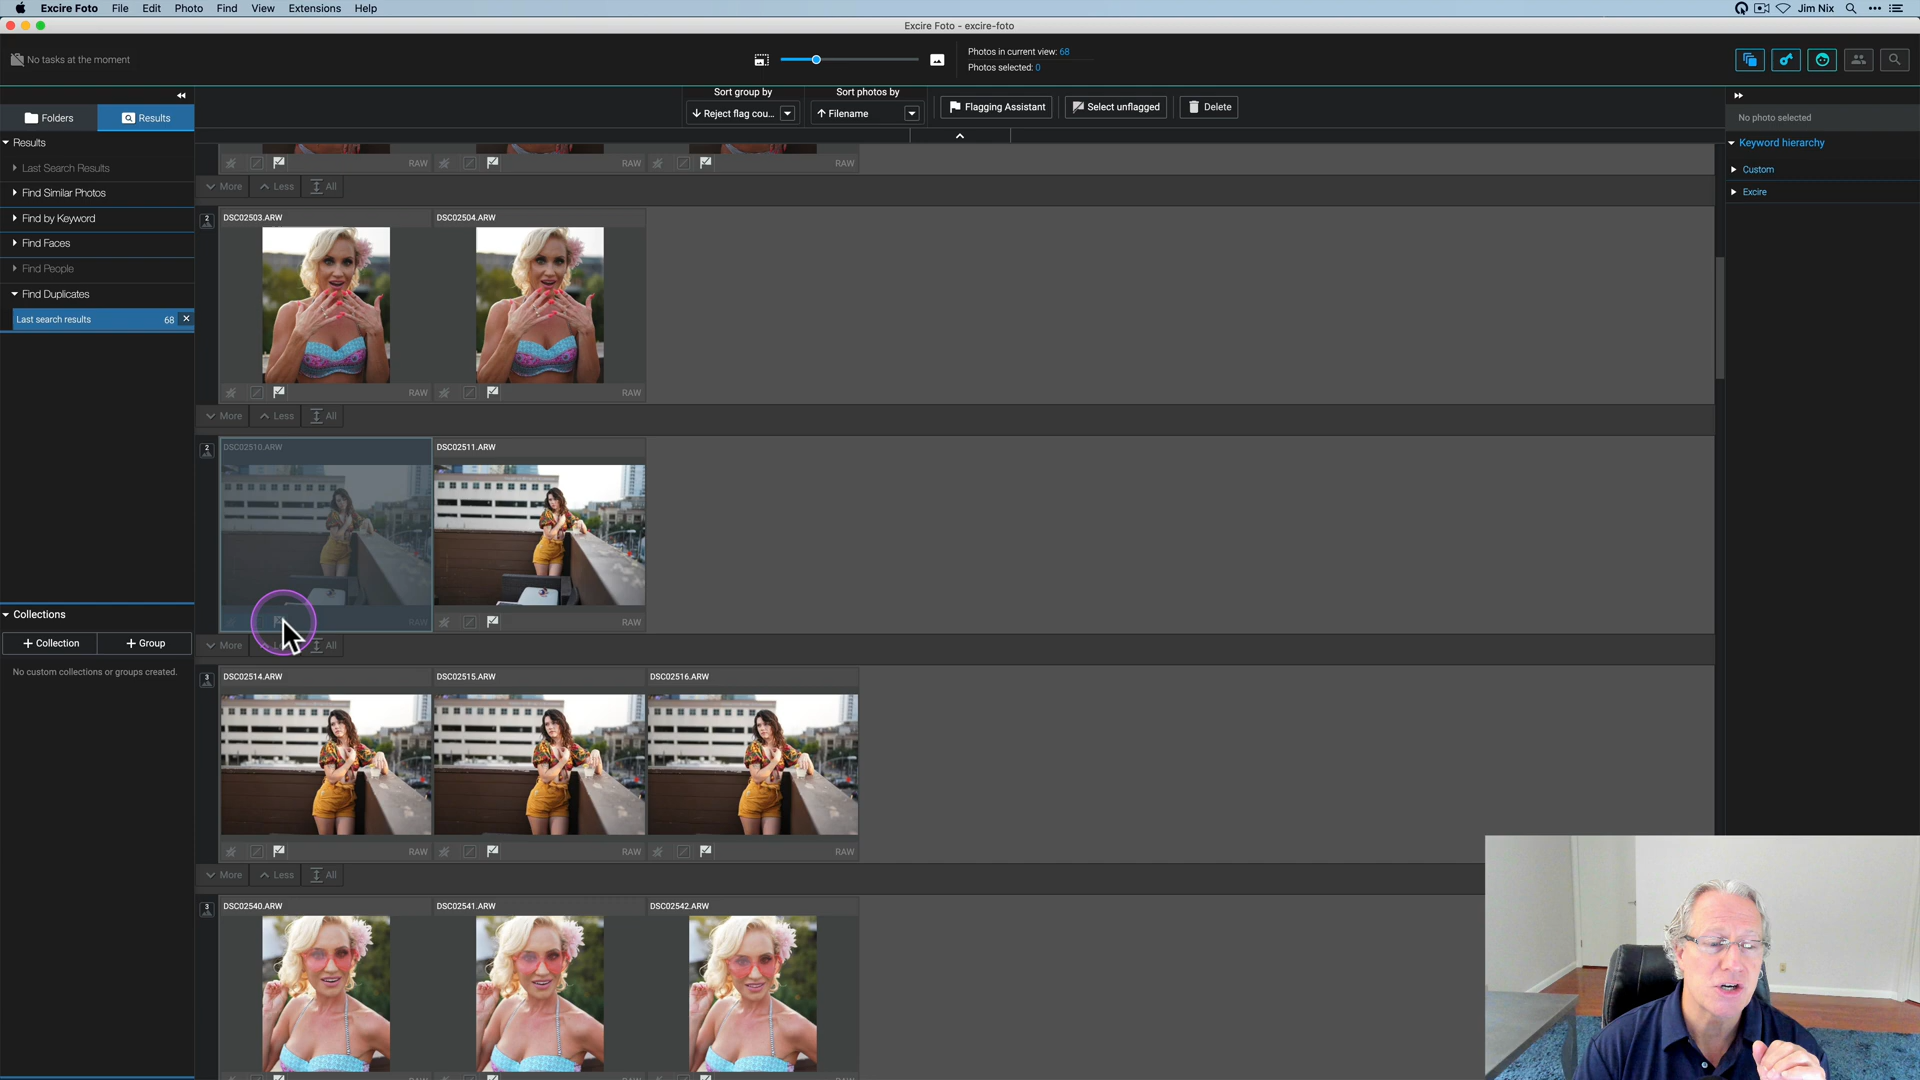 Excire Foto File Edit Photo Find View Extensions Help
Jim Nix
Excire Foto - excire-foto
No tasks at the moment
Photos in current view: 68
Photos selected: 0
Sort group by
Sort photos by
Reject flag cou...
Filename
Flagging Assistant
Select unflagged
Delete
Folders
Results
No photo selected
Results
Keyword hierarchy
Last Search Results
Custom
Find Similar Photos
Excire
Find by Keyword
Find Faces
Find People
Find Duplicates
Last search results 68
RAW RAW RAW
More Less All
2
DSC02503.ARW DSC02504.ARW
RAW RAW
More Less All
2
DSC02510.ARW DSC02511.ARW
RAW RAW
More All
Collections
Collection Group
No custom collections or groups created.
3
DSC02514.ARW DSC02515.ARW DSC02516.ARW
RAW RAW RAW
More Less All
3
DSC02540.ARW DSC02541.ARW DSC02542.ARW